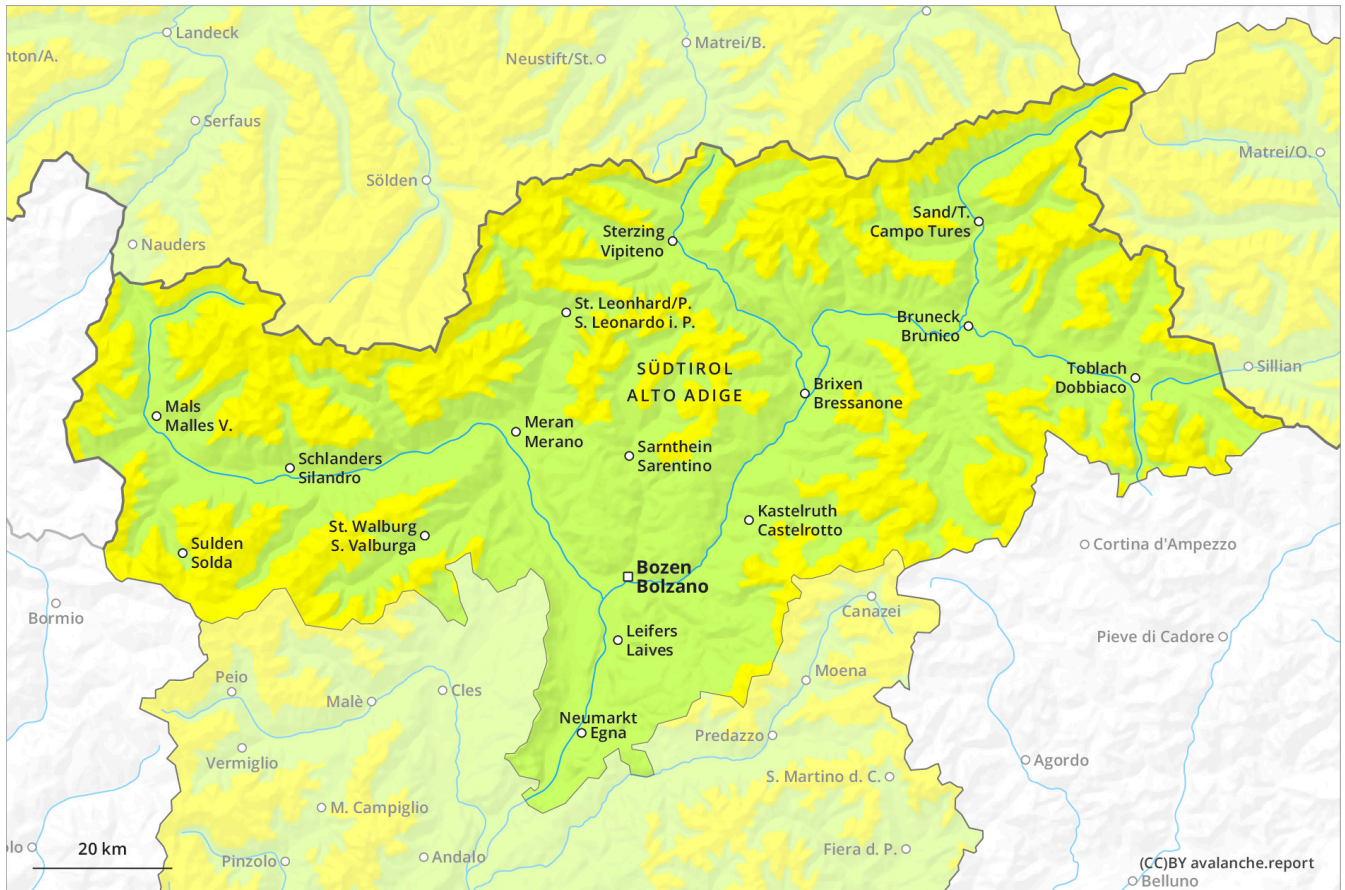 Landeck
Matrei/B.
nton/A.
Neustift/St.
Serfaus
Matrei/O.
Sölden
Sand/T.
Campo Tures
Sterzing
Vipiteno
Nauders
St. Leonhard/P.
S. Leonardo i. P.
Bruneck
Brunico
SÜDTIROL
ALTO ADIGE
Toblach
Dobbiaco
Sillian
Brixen
Bressanone
Mals
Malles V.
Meran
Merano
Schlanders
Silandro
Sarnthein
Sarentino
Kastelruth
Castelrotto
St. Walburg
S. Valburga
Sulden
Solda
Cortina d'Ampezzo
Bozen
Bolzano
Bormio
Canazei
Leifers
Laives
Pieve di Cadore
Peio
Moena
Malè
Cles
Neumarkt
Egna
Predazzo
Vermiglio
Agordo
S. Martino d. C.
M. Campiglio
lo
20 km
Pinzolo
Andalo
Fiera d. P.
(CC)BY avalanche.report
Belluno